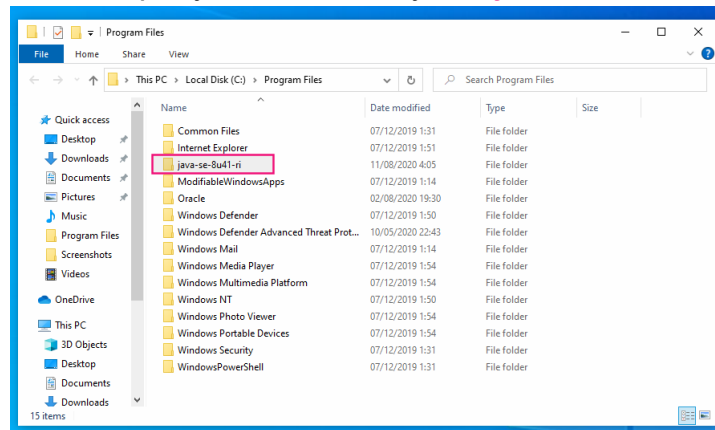 Program Files
File Home Share View
This PC > Local Disk (C:) > Program Files
Search Program Files
Name Date modified Type Size
Quick access
Desktop
Downloads
Documents
Pictures
Music
Program Files
Screenshots
Videos
OneDrive
This PC
3D Objects
Desktop
Documents
Downloads
Common Files 07/12/2019 1:31 File folder
Internet Explorer 07/12/2019 1:51 File folder
java-se-8u41-ri 11/08/2020 4:05 File folder
ModifiableWindowsApps 07/12/2019 1:14 File folder
Oracle 02/08/2020 19:30 File folder
Windows Defender 07/12/2019 1:50 File folder
Windows Defender Advanced Threat Prot... 10/05/2020 22:43 File folder
Windows Mail 07/12/2019 1:14 File folder
Windows Media Player 07/12/2019 1:54 File folder
Windows Multimedia Platform 07/12/2019 1:54 File folder
Windows NT 07/12/2019 1:50 File folder
Windows Photo Viewer 07/12/2019 1:54 File folder
Windows Portable Devices 07/12/2019 1:54 File folder
Windows Security 07/12/2019 1:31 File folder
WindowsPowerShell 07/12/2019 1:31 File folder
15 items